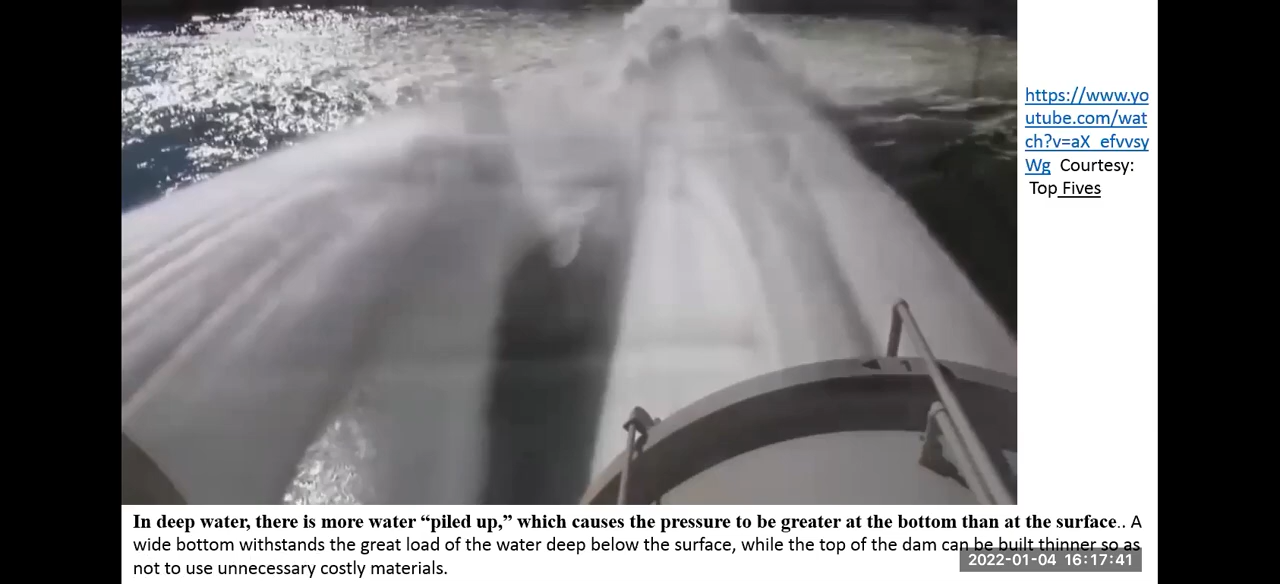 https://www.yo
utube.com/wat
ch?v=aX_efvvsy
Wg  Courtesy:
Top Fives
In deep water, there is more water “piled up,” which causes the pressure to be greater at the bottom than at the surface.. A
wide bottom withstands the great load of the water deep below the surface, while the top of the dam can be built thinner so as
not to use unnecessary costly materials.
2022-01-04 16:17:41